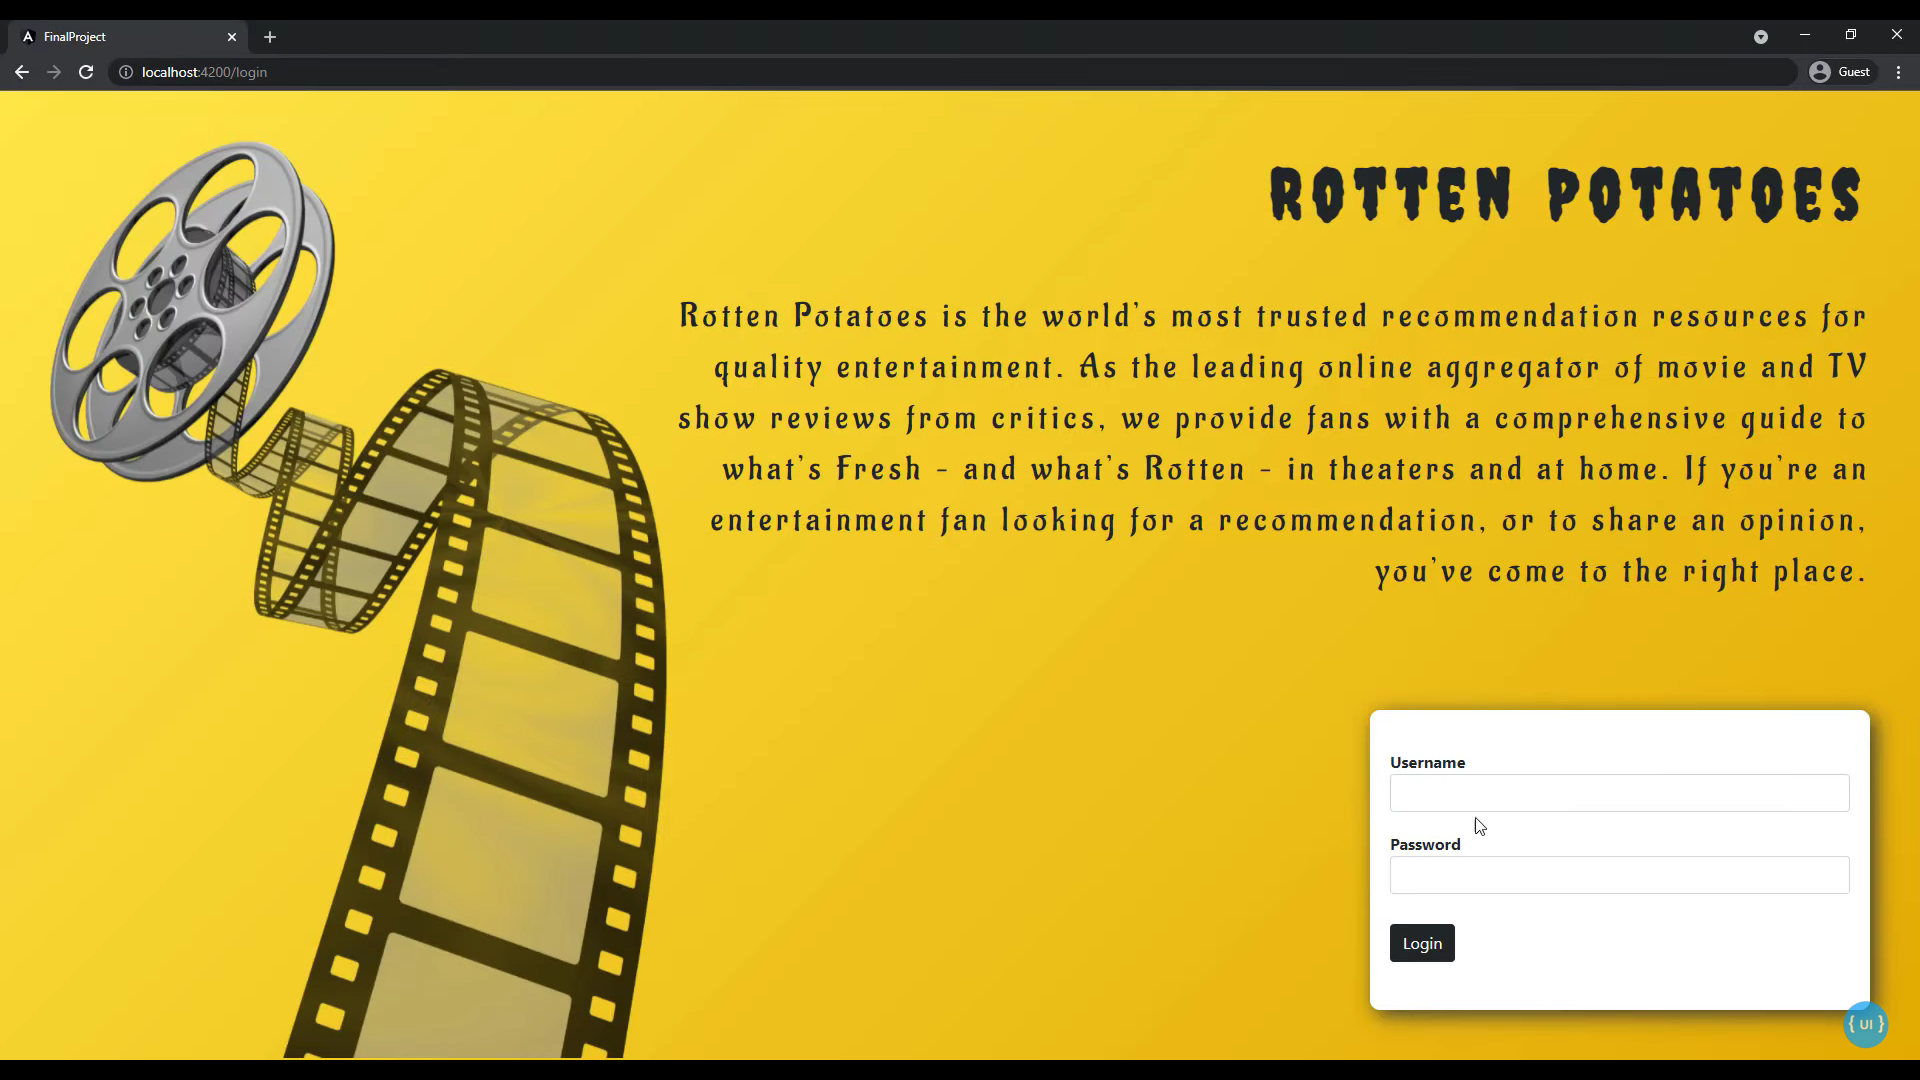 FinalProject
localhost:4200/login
Guest
ROTTEN POTATOES
Rotten Potatoes is the world's most trusted recommendation resources for
quality entertainment. As the leading online aggregator of movie and TV
show reviews from critics, we provide fans with a comprehensive guide to
what's Fresh - and what's Rotten - in theaters and at home. If you're an
entertainment fan looking for a recommendation, or to share an opinion,
you've come to the right place.
Username
Password
Login
{ UI }